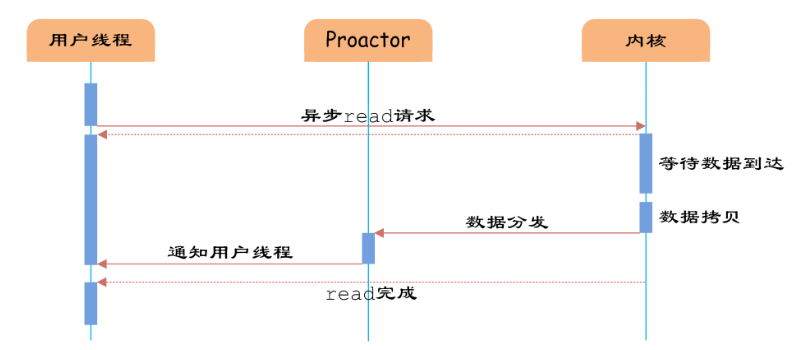 用户线程
Proactor
内核
异步read请求
等待数据到达
数据分发
数据拷贝
通知用户线程
read完成